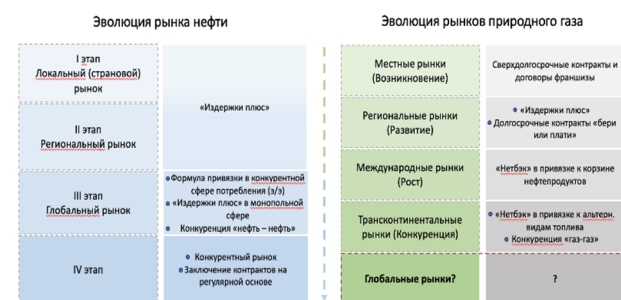 Эволюция рынка нефти
I этап
Локальный (страновой)
рынок
II этап
Региональный рынок
«Издержки плюс»
III этап
Глобальный рынок
Формула привязки в конкурентной
сфере потребления (э/э)
«Издержки плюс» в монопольной
сфере
Конкуренция «нефть – нефть»
IV этап
Конкурентный рынок
Заключение контрактов на
регулярной основе
Эволюция рынков природного газа
Местные рынки
(Возникновение)
Сверхдолгосрочные контракты и
договоры франшизы
Региональные рынки
(Развитие)
«Издержки плюс»
Долгосрочные контракты «бери
или плати»
Международные рынки
(Рост)
«Нетбэк» в привязке к корзине
нефтепродуктов
Трансконтинентальные
рынки (Конкуренция)
«Нетбэк» в привязке к альтерн.
видам топлива
Конкуренция «газ-газ»
Глобальные рынки?
?